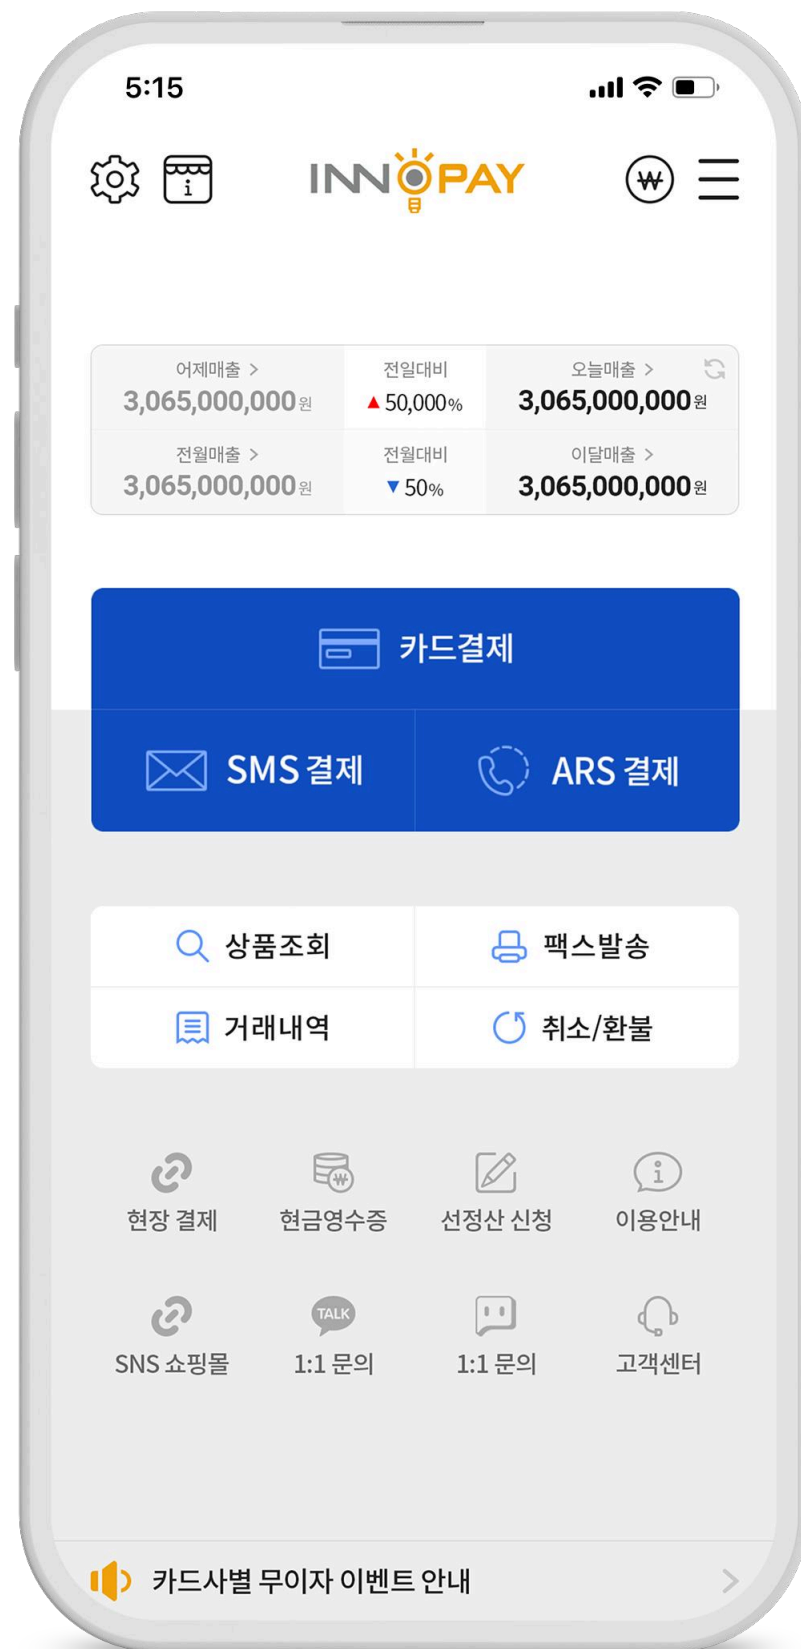 5:15
INNOPAY
어제매출 > 전일대비 오늘매출 >
3,065,000,000원 ▲50,000% 3,065,000,000원
전월매출 > 전월대비 이달매출 >
3,065,000,000원 ▼50% 3,065,000,000원
카드결제
SMS 결제 ARS 결제
상품조회 팩스발송
거래내역 취소/환불
현장 결제 현금영수증 선정산 신청 이용안내
TALK
SNS 쇼핑몰 1:1 문의 1:1 문의 고객센터
카드사별 무이자 이벤트 안내 >